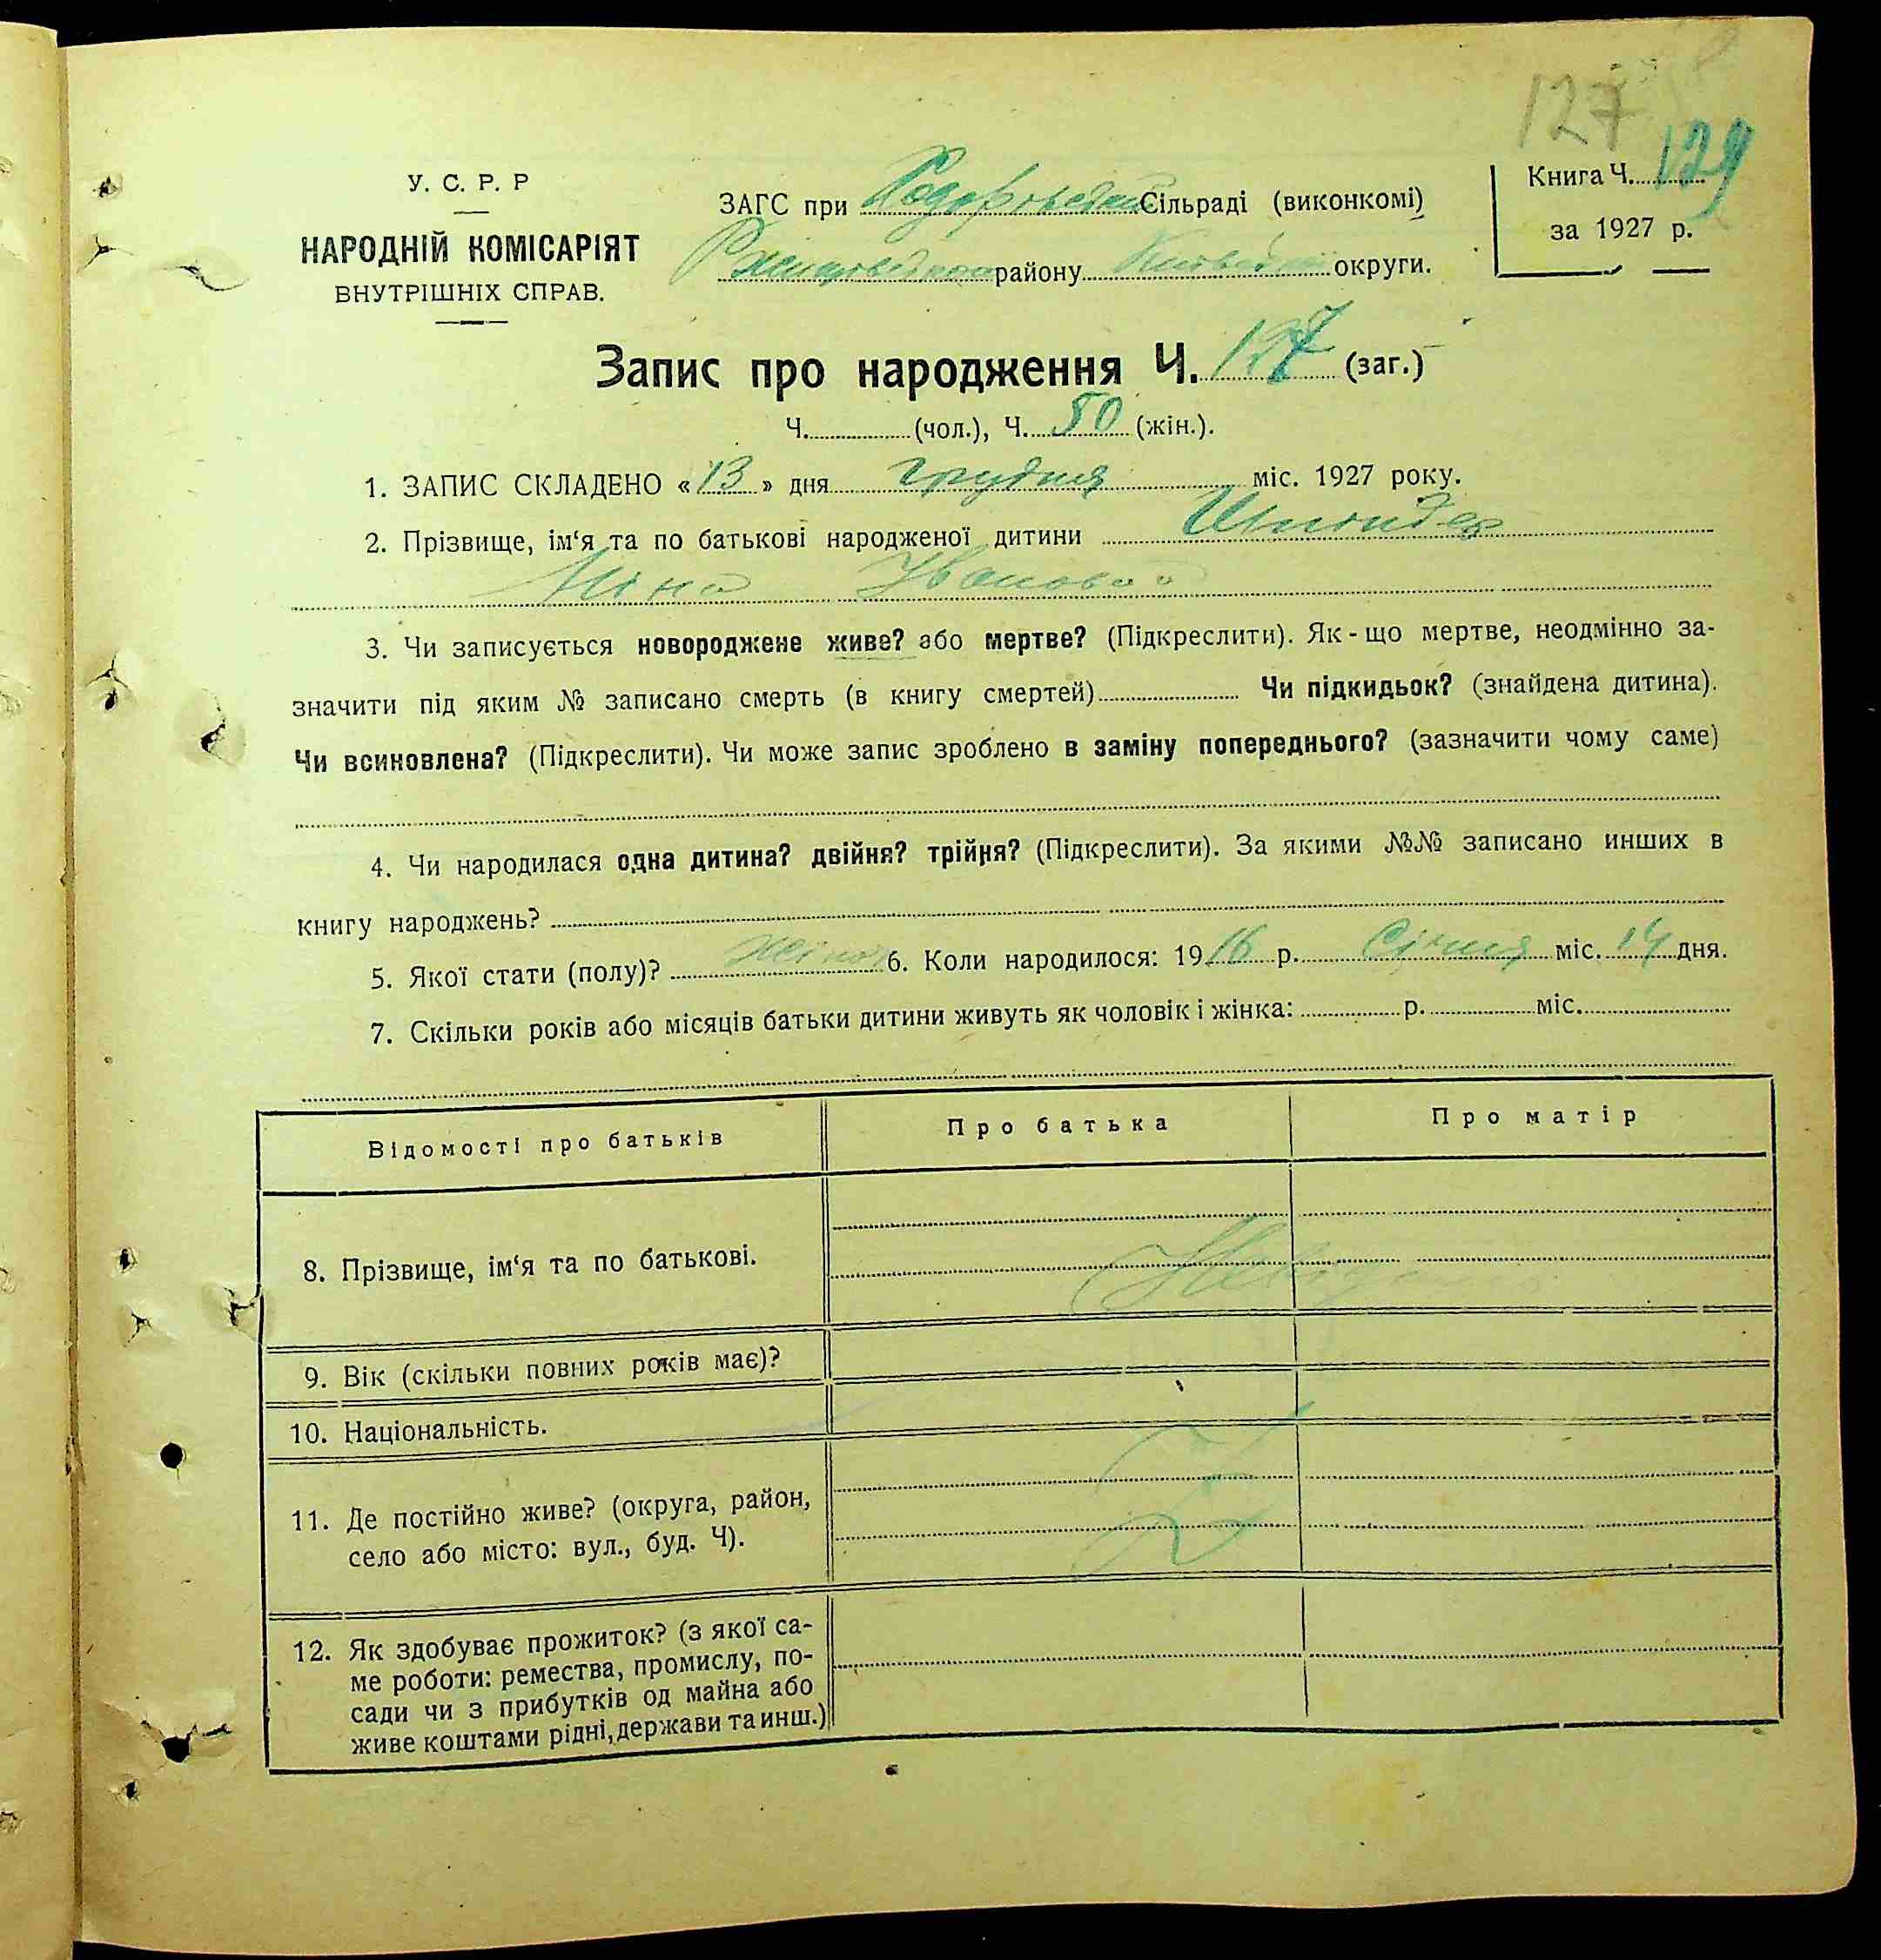 127
У. С. Р. Р
НАРОДНІЙ КОМІСАРІЯТ
ВНУТРІШНІХ СПРАВ.
ЗАГС при Ходорівській Сільраді (виконкомі)
району округи.
Книга Ч. 129
за 1927 р.
Запис про народження Ч. 127 (заг.)
Ч. (чол.), Ч. 50 (жін.).
1. ЗАПИС СКЛАДЕНО «13» дня грудня міс. 1927 року.
2. Прізвище, ім‘я та по батькові народженої дитини
Ніна
3. Чи записується новороджене живе? або мертве? (Підкреслити). Як-що мертве, неодмінно за-
значити під яким № записано смерть (в книгу смертей) Чи підкидьок? (знайдена дитина).
Чи всиновлена? (Підкреслити). Чи може запис зроблено в заміну попереднього? (зазначити чому саме)
4. Чи народилася одна дитина? двійня? трійня? (Підкреслити). За якими №№ записано инших в
книгу народжень?
5. Якої стати (полу)? жіно 6. Коли народилося: 1916 р. Січня міс. 14 дня.
7. Скільки років або місяців батьки дитини живуть як чоловік і жінка: р. міс.
Відомості про батьків
Про батька
Про матір
8. Прізвище, ім‘я та по батькові.
9. Вік (скільки повних років має)?
10. Національність.
11. Де постійно живе? (округа, район,
село або місто: вул., буд. Ч).
12. Як здобуває прожиток? (з якої са-
ме роботи: ремества, промислу, по-
сади чи з прибутків од майна або
живе коштами рідні, держави та инш.)